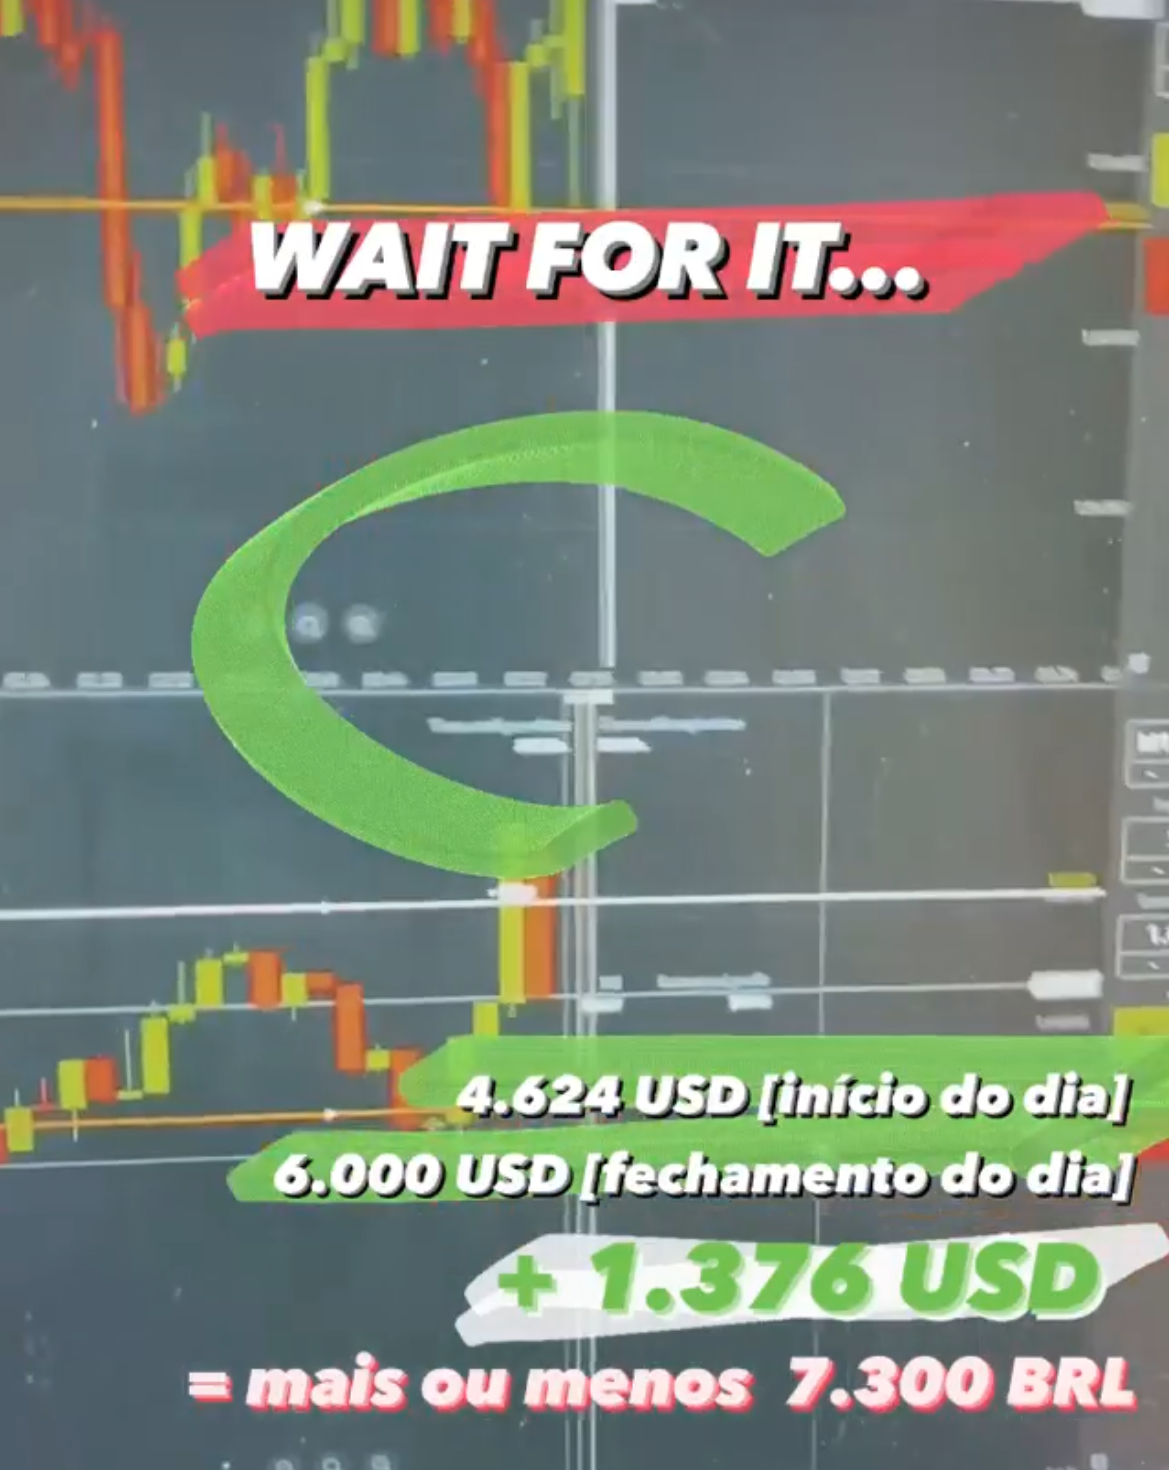 WAIT FOR IT...
4.624 USD [início do dia]
6.000 USD [fechamento do dia]
+ 1.376 USD
= mais ou menos 7.300 BRL